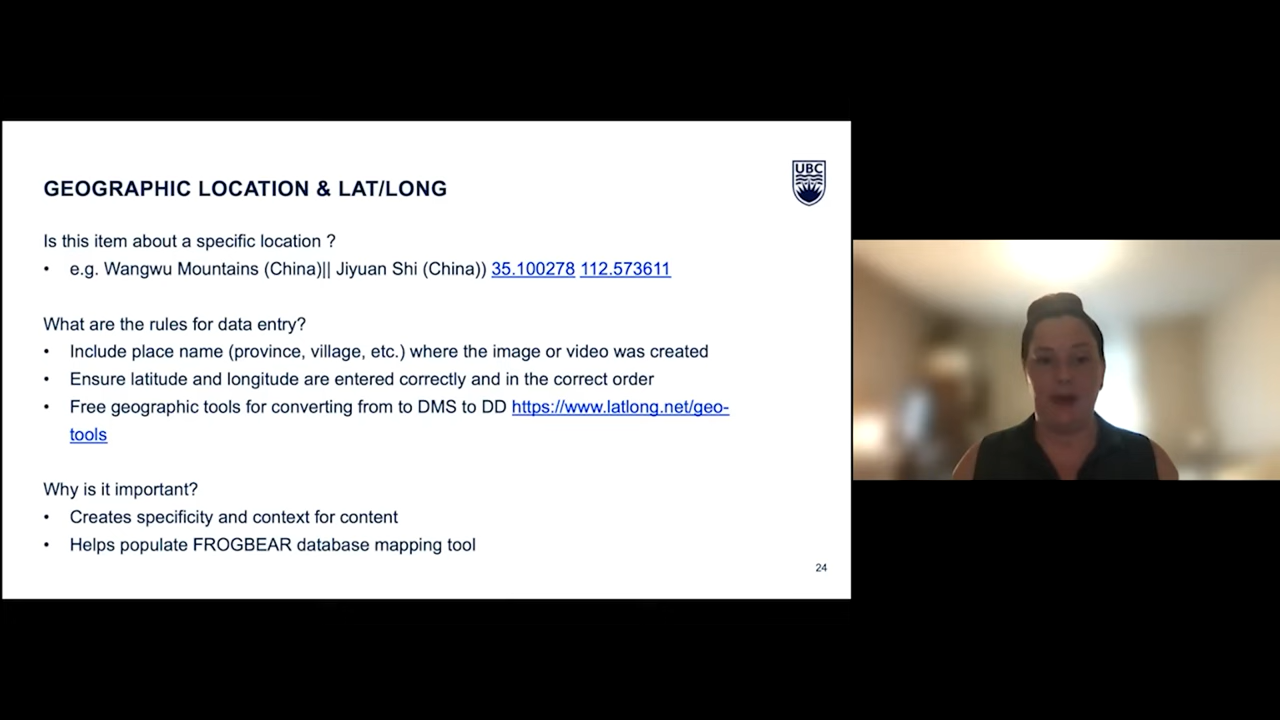 UBC
GEOGRAPHIC LOCATION & LAT/LONG
Is this item about a specific location ?
• e.g. Wangwu Mountains (China)|| Jiyuan Shi (China)) 35.100278 112.573611
What are the rules for data entry?
• Include place name (province, village, etc.) where the image or video was created
• Ensure latitude and longitude are entered correctly and in the correct order
• Free geographic tools for converting from to DMS to DD https://www.latlong.net/geo-
tools
Why is it important?
• Creates specificity and context for content
• Helps populate FROGBEAR database mapping tool
24